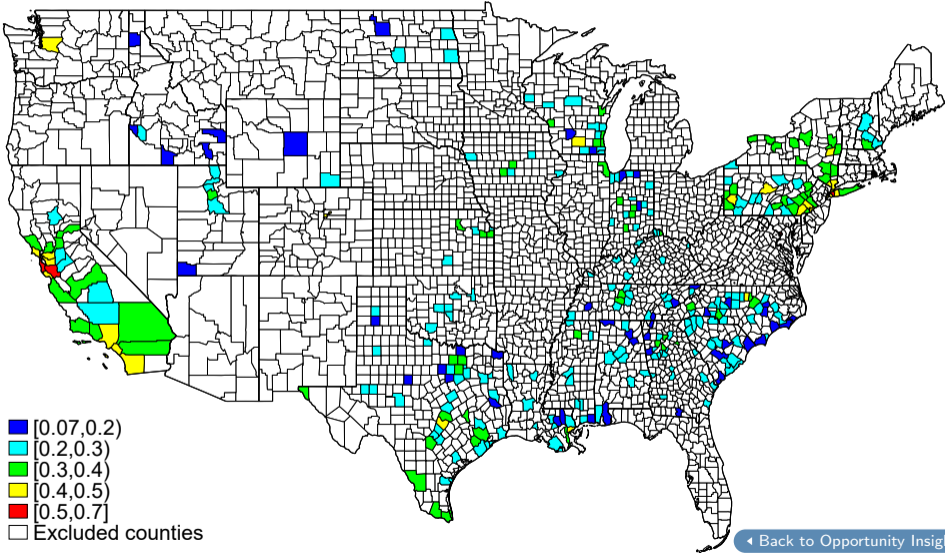 [0.07,0.2)
[0.2,0.3)
[0.3,0.4)
[0.4,0.5)
[0.5,0.7]
Excluded counties
Back to Opportunity Insigh